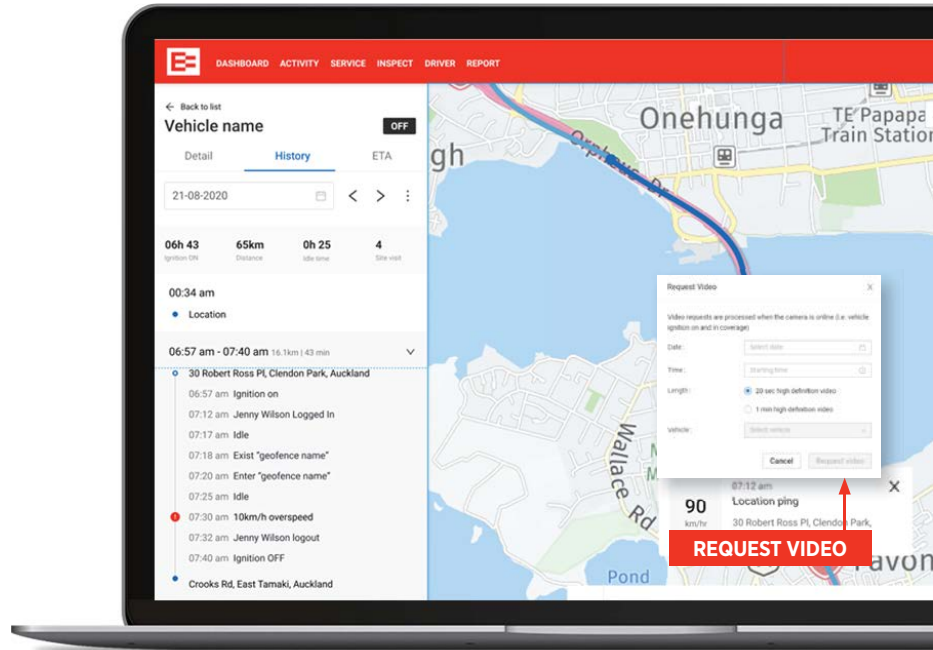 DASHBOARD ACTIVITY SERVICE INSPECT DRIVER REPORT
Back to list
Vehicle name
OFF
Detail History ETA
21-08-2020
06h 43 65km 0h 25 4
Ignition ON Distance Idle time Site visit
00:34 am
Location
06:57 am - 07:40 am 16.1km | 43 min
30 Robert Ross Pl, Clendon Park, Auckland
06:57 am Ignition on
07:12 am Jenny Wilson Logged In
07:17 am Idle
07:18 am Exist "geofence name"
07:20 am Enter "geofence name"
07:25 am Idle
07:30 am 10km/h overspeed
07:32 am Jenny Wilson logout
07:40 am Ignition OFF
Crooks Rd, East Tamaki, Auckland
Onehunga
TE Papapa
Train Station
gh
Orpheus Dr
Wallace Rd
Pond
Request Video X
Video requests are processed when the camera is online (i.e. vehicle
ignition on and in coverage)
Date: Select date
Time: Starting time
Length: 20 sec high definition video
1 min high definition video
Vehicle: Select vehicle
Cancel Request video
07:12 am X
90 Location ping
km/hr 30 Robert Ross Pl, Clendon Park,
REQUEST VIDEO
Favon